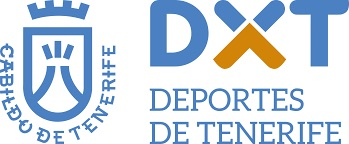 CABILDO DE TENERIFE
DXT
DEPORTES
DE TENERIFE